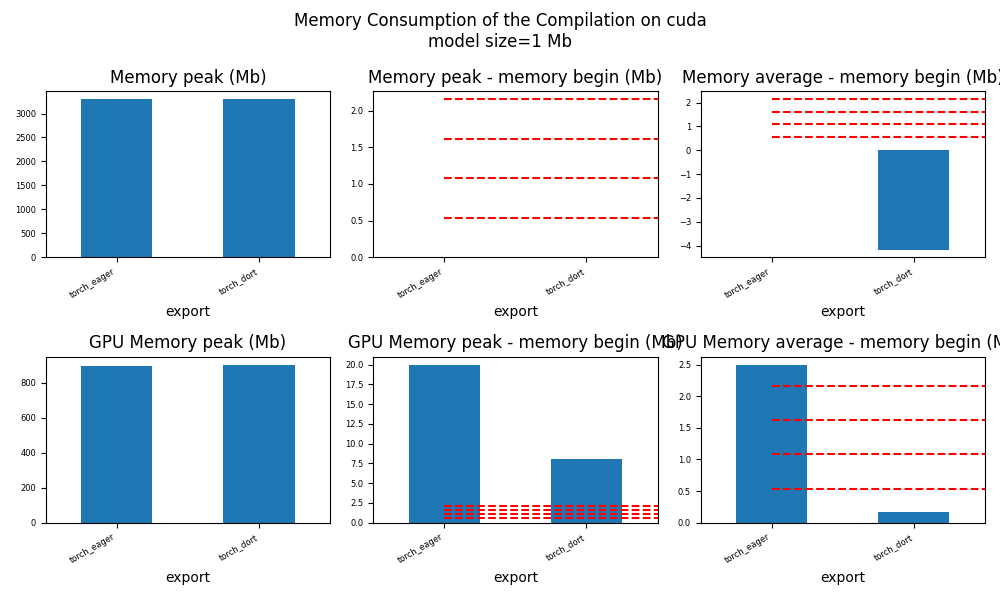 Memory Consumption of the Compilation on cuda
model size=1 Mb
Memory peak (Mb)
3000
2500
2000
1500
1000
500
0
torch_eager
torch_dort
export
Memory peak - memory begin (Mb)
2.0
1.5
1.0
0.5
0.0
torch_eager
torch_dort
export
Memory average - memory begin (Mb)
2
1
0
−1
−2
−3
−4
torch_eager
torch_dort
export
GPU Memory peak (Mb)
800
600
400
200
0
torch_eager
torch_dort
export
GPU Memory peak - memory begin (Mb)
20.0
17.5
15.0
12.5
10.0
7.5
5.0
2.5
0.0
torch_eager
torch_dort
export
GPU Memory average - memory begin (M
2.5
2.0
1.5
1.0
0.5
0.0
torch_eager
torch_dort
export